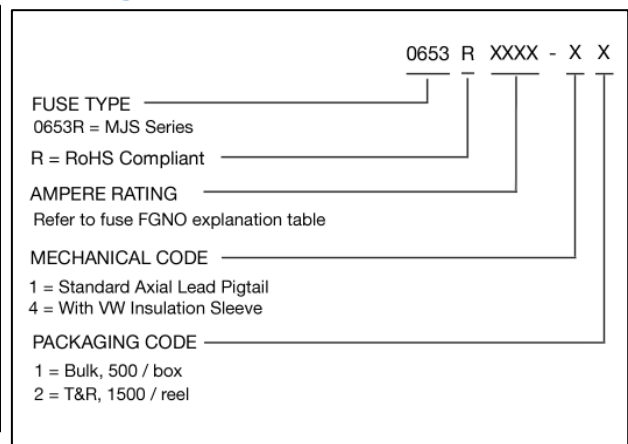 0653 R XXXX - X X
FUSE TYPE
0653R = MJS Series
R = RoHS Compliant
AMPERE RATING
Refer to fuse FGNO explanation table
MECHANICAL CODE
1 = Standard Axial Lead Pigtail
4 = With VW Insulation Sleeve
PACKAGING CODE
1 = Bulk, 500 / box
2 = T&R, 1500 / reel